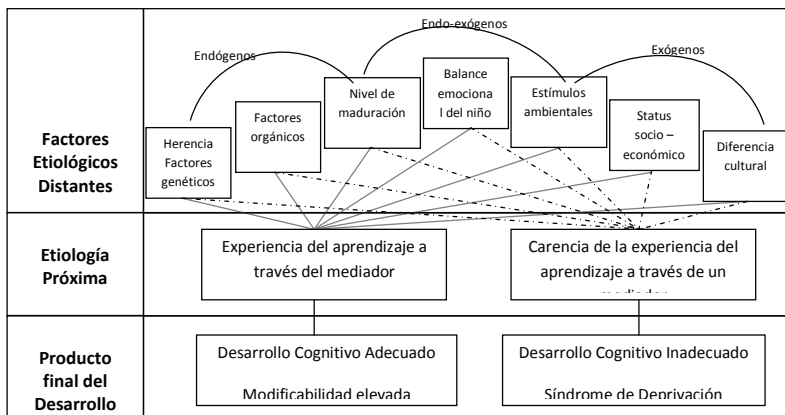 Endo-exógenos
Endógenos
Exógenos
Nivel de
maduración
Balance
emociona
l del niño
Estímulos
ambientales
Factores
orgánicos
Status
socio –
económico
Herencia
Factores
genéticos
Diferencia
cultural
Factores
Etiológicos
Distantes
Etiología
Próxima
Experiencia del aprendizaje a
través del mediador
Carencia de la experiencia del
aprendizaje a través de un
mediador
Producto
final del
Desarrollo
Desarrollo Cognitivo Adecuado
Modificabilidad elevada
Desarrollo Cognitivo Inadecuado
Síndrome de Deprivación